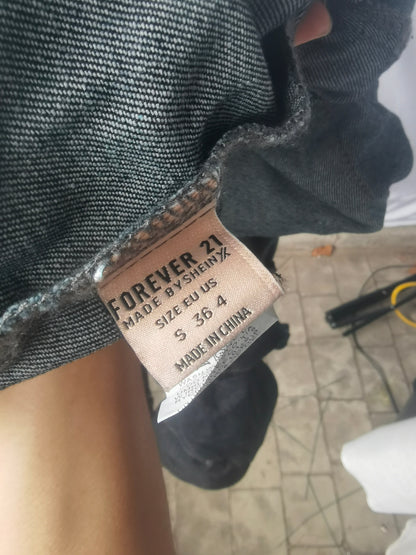 FOREVER 21
MADE BY SHEIN X
SIZE EU US
S 36 4
MADE IN CHINA